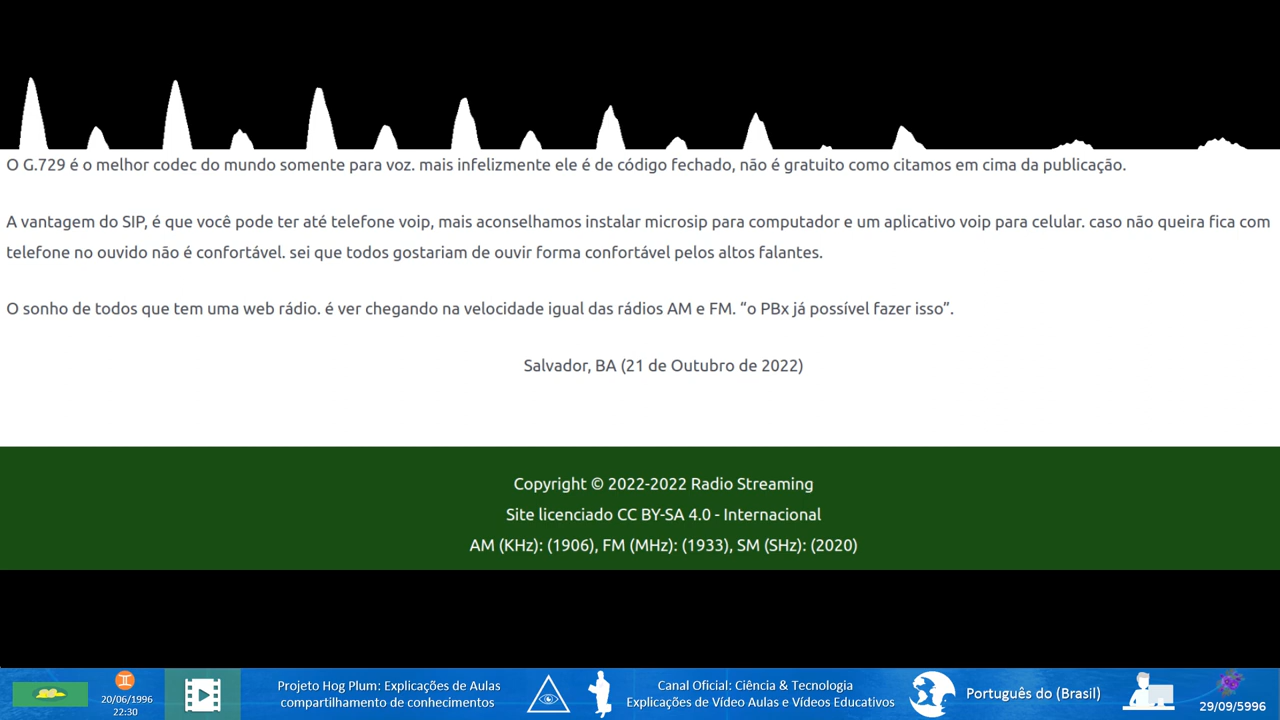 O G.729 é o melhor codec do mundo somente para voz. mais infelizmente ele é de código fechado, não é gratuito como citamos em cima da publicação.
A vantagem do SIP, é que você pode ter até telefone voip, mais aconselhamos instalar microsip para computador e um aplicativo voip para celular. caso não queira fica com
telefone no ouvido não é confortável. sei que todos gostariam de ouvir forma confortável pelos altos falantes.
O sonho de todos que tem uma web rádio. é ver chegando na velocidade igual das rádios AM e FM. “o PBx já possível fazer isso”.
Salvador, BA (21 de Outubro de 2022)
Copyright © 2022-2022 Radio Streaming
Site licenciado CC BY-SA 4.0 - Internacional
AM (KHz): (1906), FM (MHz): (1933), SM (SHz): (2020)
20/06/1996
22:30
Projeto Hog Plum: Explicações de Aulas
compartilhamento de conhecimentos
Canal Oficial: Ciência & Tecnologia
Explicações de Vídeo Aulas e Vídeos Educativos
Português do (Brasil)
29/09/5996